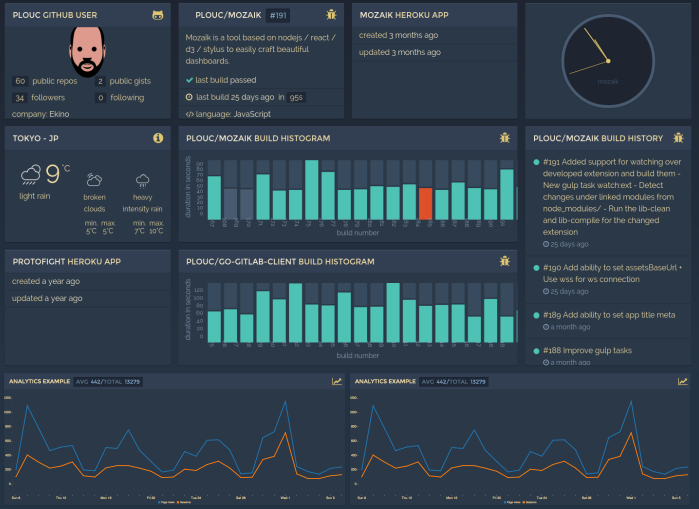 PLOUC GITHUB USER
60 public repos
2 public gists
34 followers
0 following
company: Ekino
PLOUC/MOZAIK #191
Mozaïk is a tool based on nodejs / react /
d3 / stylus to easily craft beautiful
dashboards.
last build passed
last build 25 days ago in 95s
language: JavaScript
MOZAIK HEROKU APP
created 3 months ago
updated 3 months ago
mozaïk
TOKYO - JP
9 °C
light rain
broken
clouds
min max
5°C 5°C
heavy
intensity rain
min max
7°C 10°C
PLOUC/MOZAIK BUILD HISTOGRAM
duration in seconds
build number
PLOUC/MOZAIK BUILD HISTORY
#191 Added support for watching over
developed extension and build them -
New gulp task watch:ext - Detect
changes under linked modules from
node_modules/ - Run the lib-clean
and lib-compile for the changed
extension
25 days ago
#190 Add ability to set assetsBaseUrl +
Use wss for ws connection
25 days ago
#189 Add ability to set app title meta
a month ago
#188 Improve gulp tasks
a month ago
PROTOFIGHT HEROKU APP
created a year ago
updated a year ago
PLOUC/GO-GITLAB-CLIENT BUILD HISTOGRAM
duration in seconds
build number
ANALYTICS EXAMPLE AVG 442/TOTAL 13279
Page views Sessions
ANALYTICS EXAMPLE AVG 442/TOTAL 13279
Page views Sessions